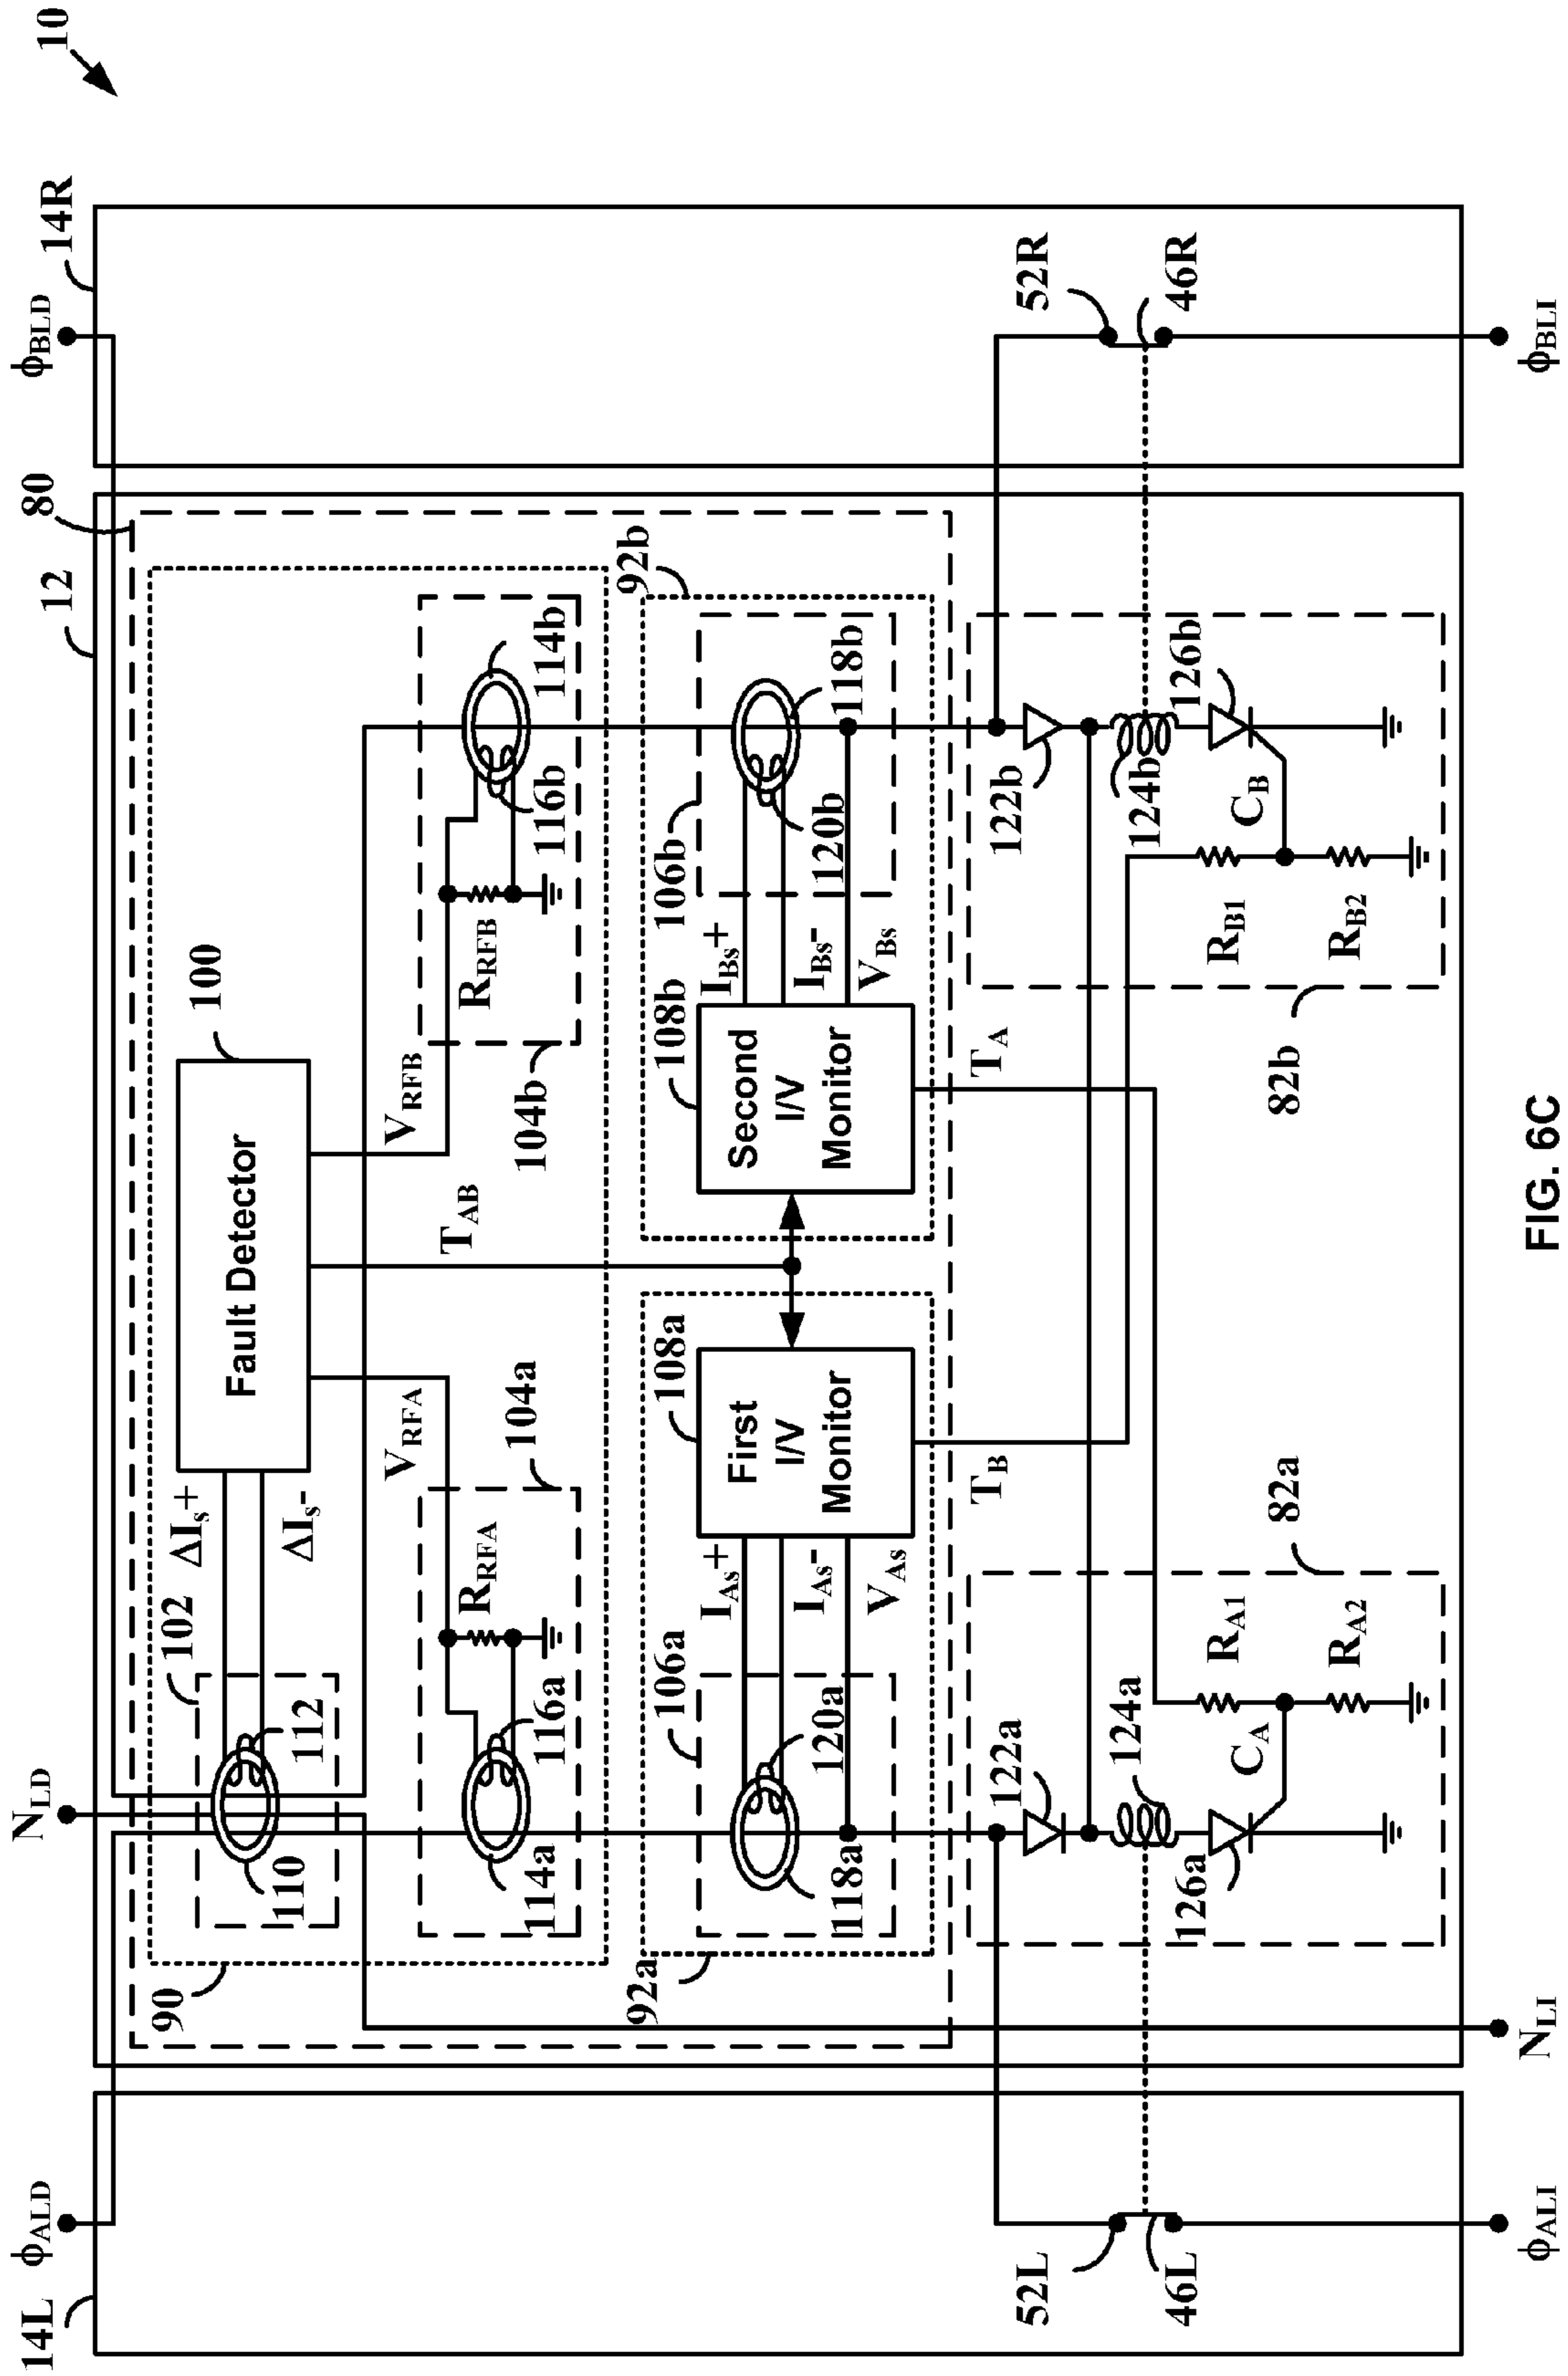 10
14L
ϕALD
NLD
12
80
ϕBLD
14R
90
102
110
112
ΔIs+
ΔIs-
100
Fault Detector
VRFA
TAB
VRFB
104a
104b
114a
116a
RRFA
RRFB
116b
114b
92a
92b
106a
118a
120a
IAs+
IAs-
VAs
108a
First
I/V
Monitor
108b
Second
I/V
Monitor
IBs+
IBs-
VBs
106b
120b
118b
TB
TA
52L
46L
52R
46R
122a
124a
126a
CA
RA1
RA2
82a
82b
122b
124b
126b
CB
RB1
RB2
ϕALI
NLI
ϕBLI
FIG. 6C